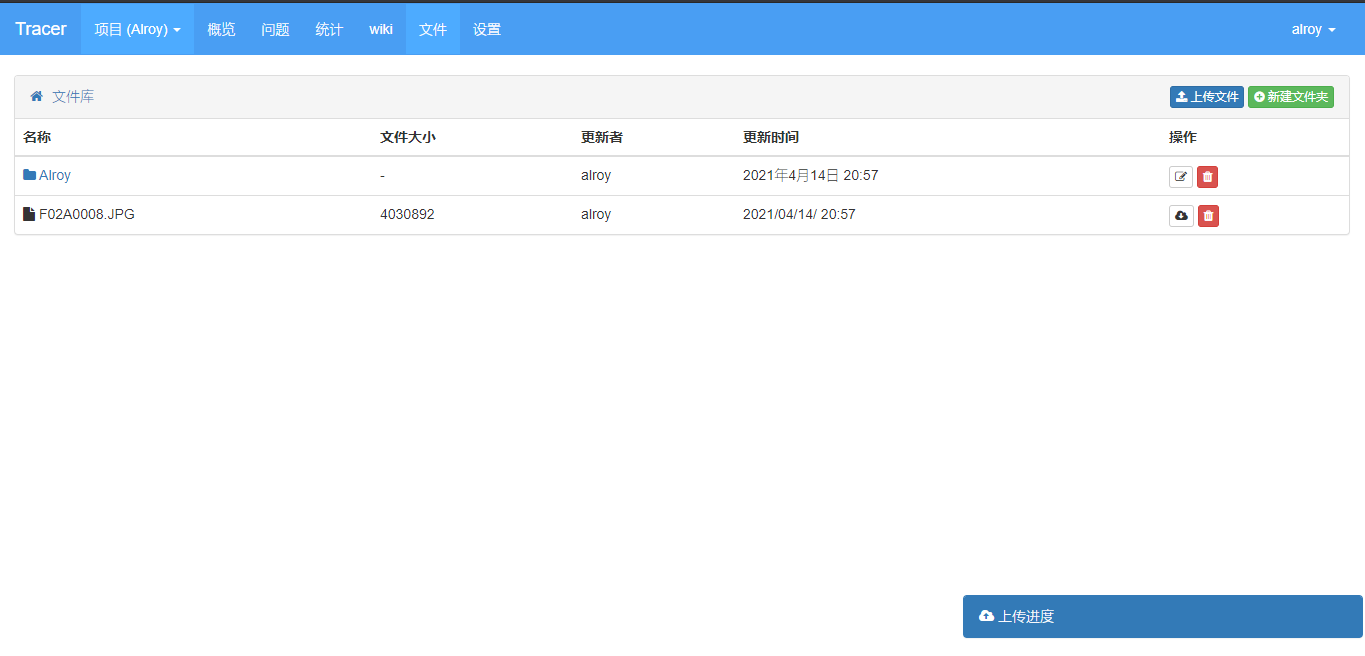 Tracer 项目 (Alroy) 概览 问题 统计 wiki 文件 设置 alroy
文件库 上传文件 新建文件夹
名称 文件大小 更新者 更新时间 操作
Alroy - alroy 2021年4月14日 20:57
F02A0008.JPG 4030892 alroy 2021/04/14/ 20:57
上传进度